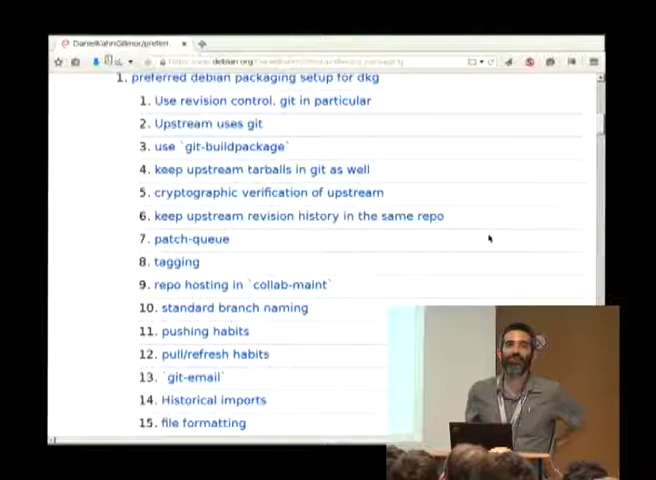 DanielKahnGillmor/preferr
1. preferred debian packaging setup for dkg
1. Use revision control, git in particular
2. Upstream uses git
3. use `git-buildpackage`
4. keep upstream tarballs in git as well
5. cryptographic verification of upstream
6. keep upstream revision history in the same repo
7. patch-queue
8. tagging
9. repo hosting in `collab-maint`
10. standard branch naming
11. pushing habits
12. pull/refresh habits
13. `git-email`
14. Historical imports
15. file formatting